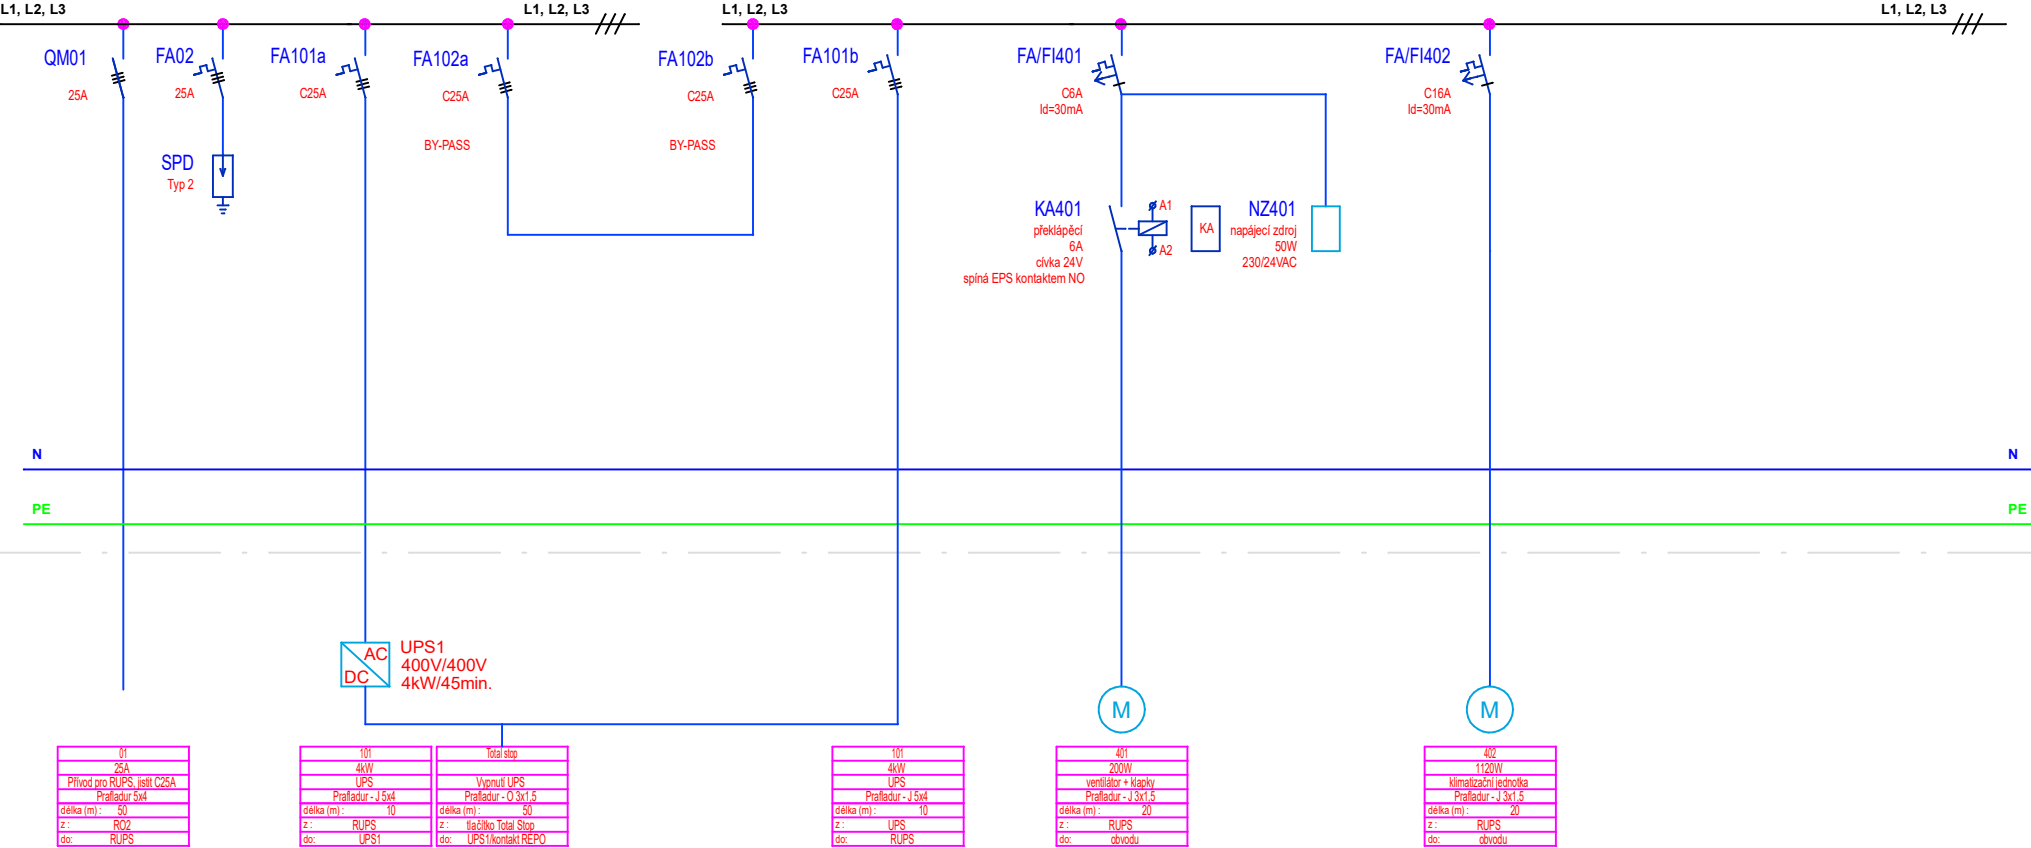 L1, L2, L3
L1, L2, L3
L1, L2, L3
L1, L2, L3
QM01
25A
FA02
25A
SPD
Typ 2
FA101a
C25A
FA102a
C25A
BY-PASS
FA102b
C25A
BY-PASS
FA101b
C25A
FA/FI401
C6A
Id=30mA
FA/FI402
C16A
Id=30mA
KA401
překlápěcí
6A
cívka 24V
spíná EPS kontaktem NO
A1
A2
KA
NZ401
napájecí zdroj
50W
230/24VAC
N
N
PE
PE
AC
DC
UPS1
400V/400V
4kW/45min.
M
M
01
25A
Přívod pro RUPS, jistit C25A
Prafladur 5x4
délka (m) : 50
z : RO2
do: RUPS
101
4kW
UPS
Prafladur - J 5x4
délka (m) : 10
z : RUPS
do: UPS1
Total stop
Vypnutí UPS
Prafladur - O 3x1,5
délka (m) : 50
z : tlačítko Total Stop
do: UPS1/kontakt REPO
101
4kW
UPS
Prafladur - J 5x4
délka (m) : 10
z : UPS
do: RUPS
401
200W
ventilátor + klapky
Prafladur - J 3x1,5
délka (m) : 20
z : RUPS
do: obvodu
402
1120W
klimatizační jednotka
Prafladur - J 3x1,5
délka (m) : 20
z : RUPS
do: obvodu